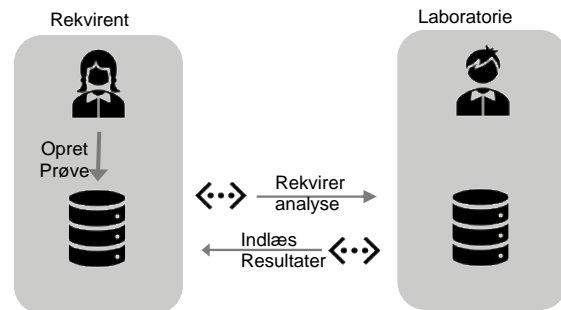 Rekvirent
Laboratorie
Opret
Prøve
Rekvirer
analyse
Indlæs
Resultater